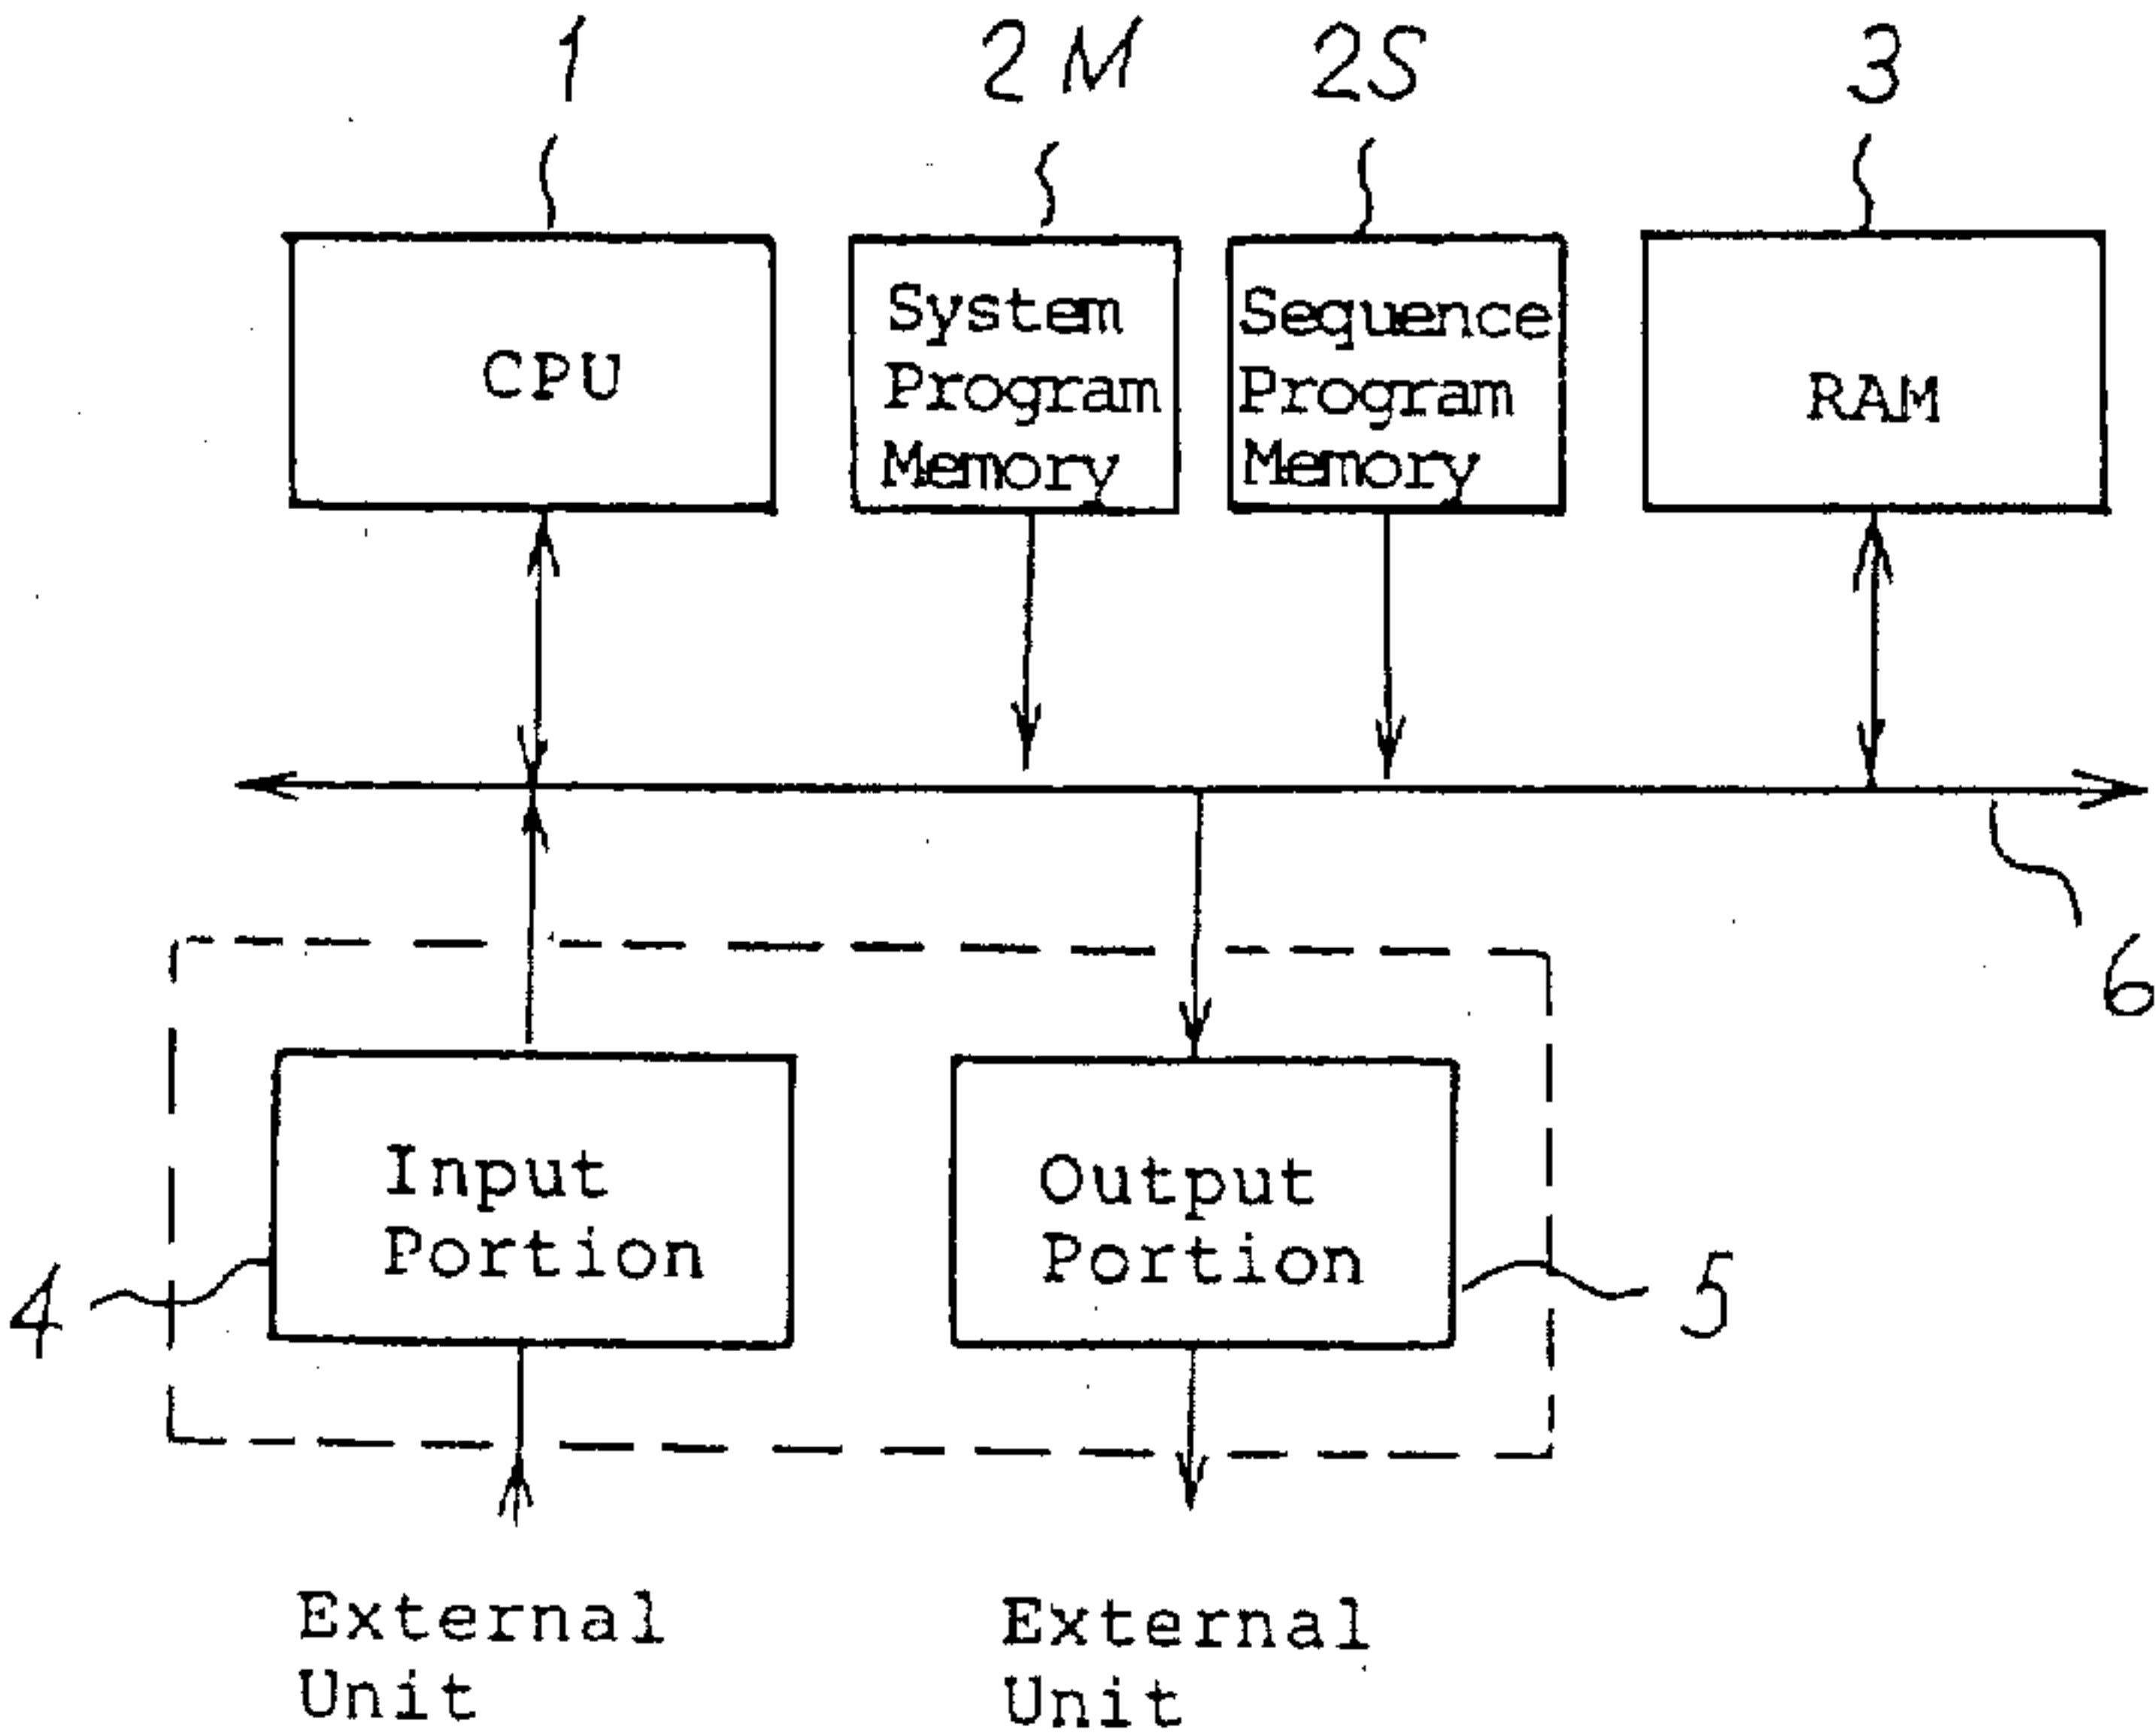 1
2M
2S
3
CPU
System
Program
Memory
Sequence
Program
Memory
RAM
6
Input
Portion
Output
Portion
4
5
External
Unit
External
Unit